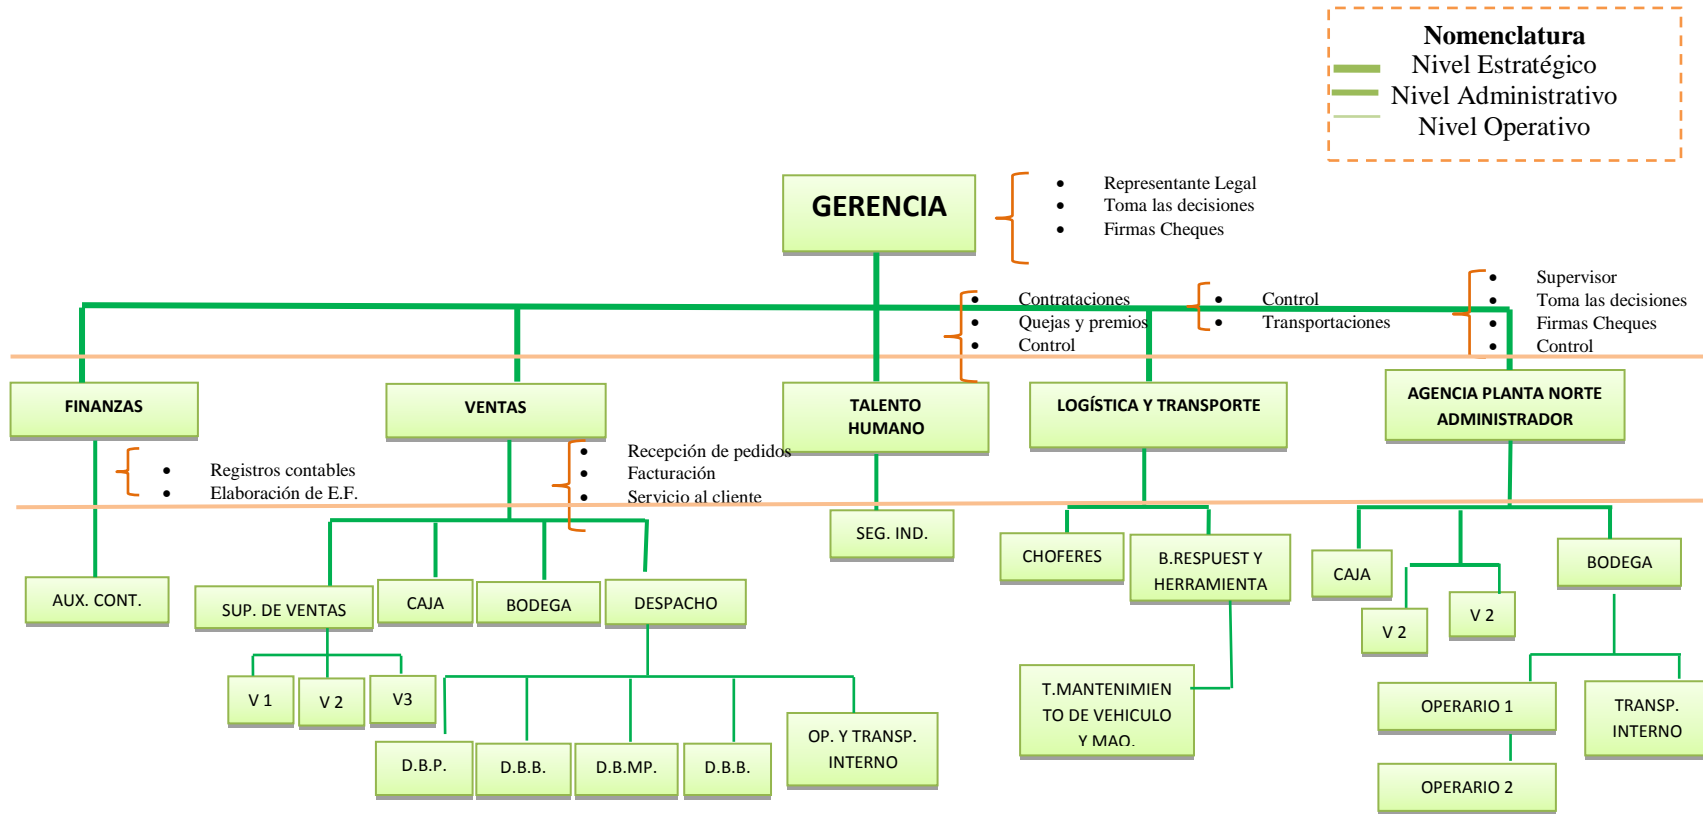 Nomenclatura
Nivel Estratégico
Nivel Administrativo
Nivel Operativo
GERENCIA
• Representante Legal
• Toma las decisiones
• Firmas Cheques
• Contrataciones
• Quejas y premios
• Control
• Control
• Transportaciones
• Supervisor
• Toma las decisiones
• Firmas Cheques
• Control
FINANZAS
VENTAS
TALENTO
HUMANO
LOGÍSTICA Y TRANSPORTE
AGENCIA PLANTA NORTE
ADMINISTRADOR
• Registros contables
• Elaboración de E.F.
• Recepción de pedidos
• Facturación
• Servicio al cliente
AUX. CONT.
SUP. DE VENTAS
CAJA
BODEGA
DESPACHO
SEG. IND.
CHOFERES
B.RESPUEST Y
HERRAMIENTA
CAJA
V 2
V 2
BODEGA
V 1
V 2
V3
D.B.P.
D.B.B.
D.B.MP.
D.B.B.
OP. Y TRANSP.
INTERNO
T.MANTENIMIEN
TO DE VEHICULO
Y MAQ.
OPERARIO 1
TRANSP.
INTERNO
OPERARIO 2